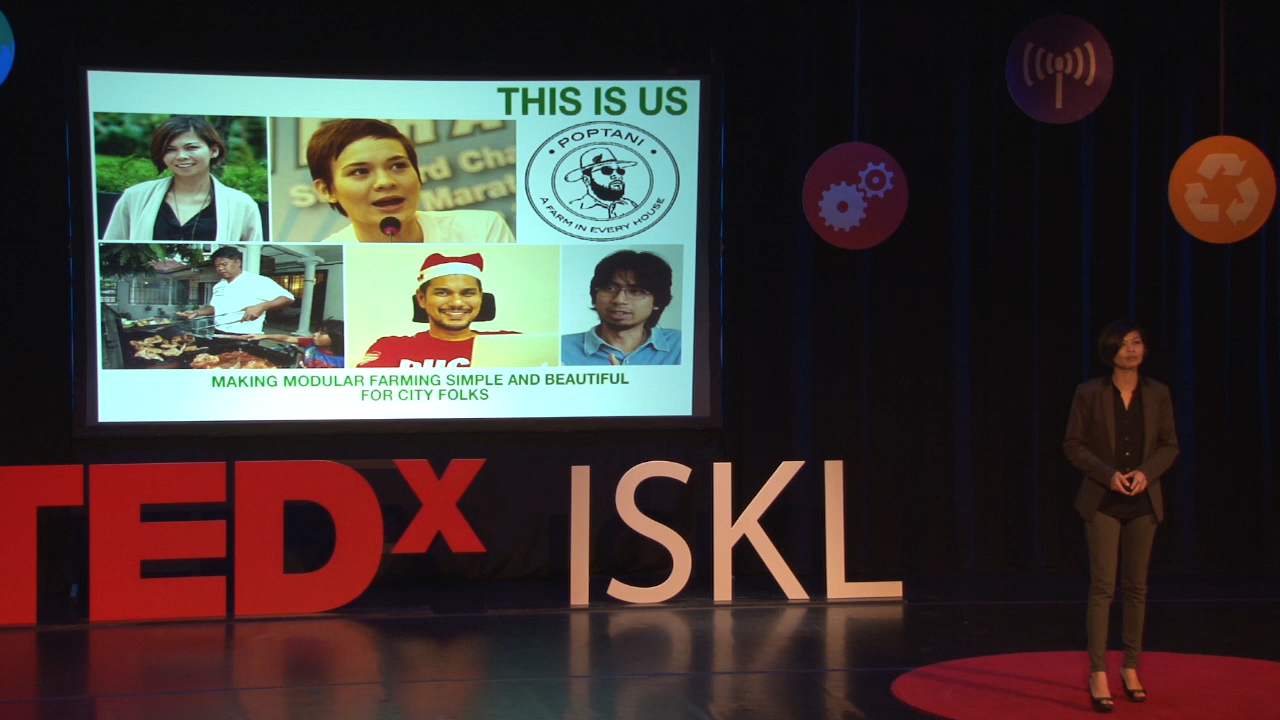 THIS IS US
POPTANI
A FARM IN EVERY HOUSE
MAKING MODULAR FARMING SIMPLE AND BEAUTIFUL
FOR CITY FOLKS
TEDx ISKL